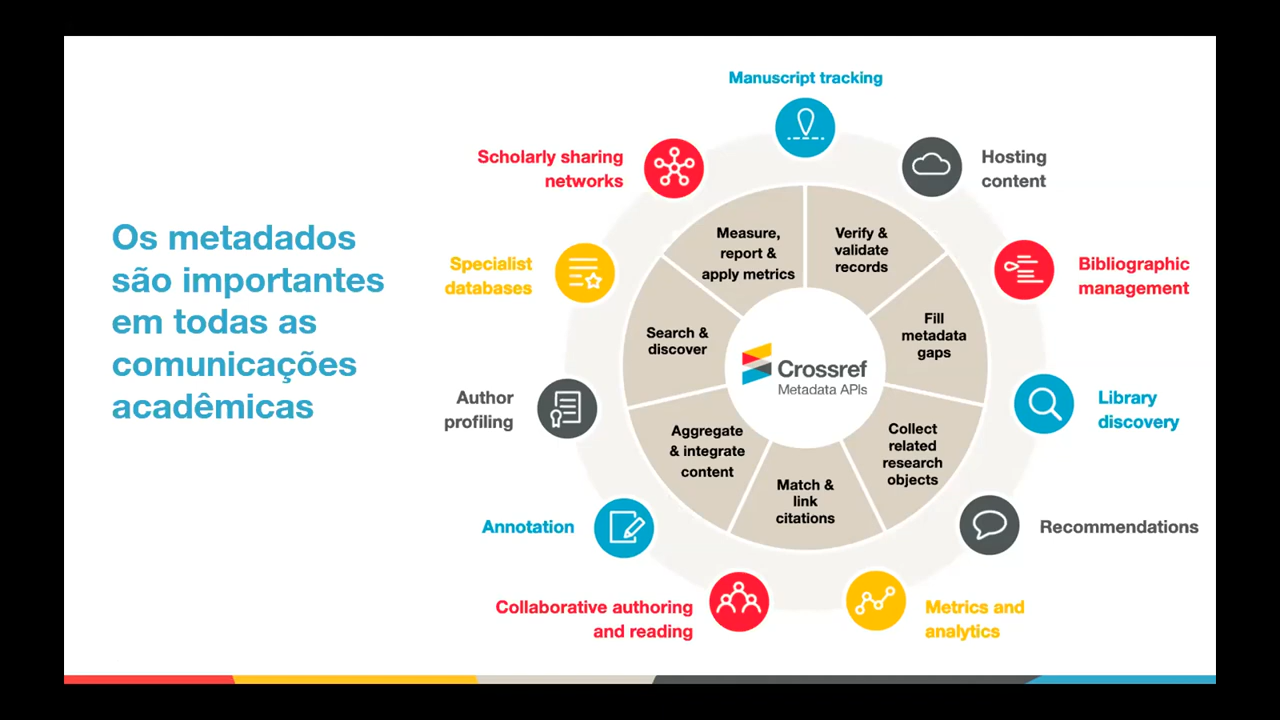 Os metadados
são importantes
em todas as
comunicações
acadêmicas
Manuscript tracking
Hosting
content
Bibliographic
management
Library
discovery
Recommendations
Metrics and
analytics
Collaborative authoring
and reading
Annotation
Author
profiling
Specialist
databases
Scholarly sharing
networks
Verify &
validate
records
Fill
metadata
gaps
Collect
related
research
objects
Match &
link
citations
Aggregate
& integrate
content
Search &
discover
Measure,
report &
apply metrics
Crossref
Metadata APIs